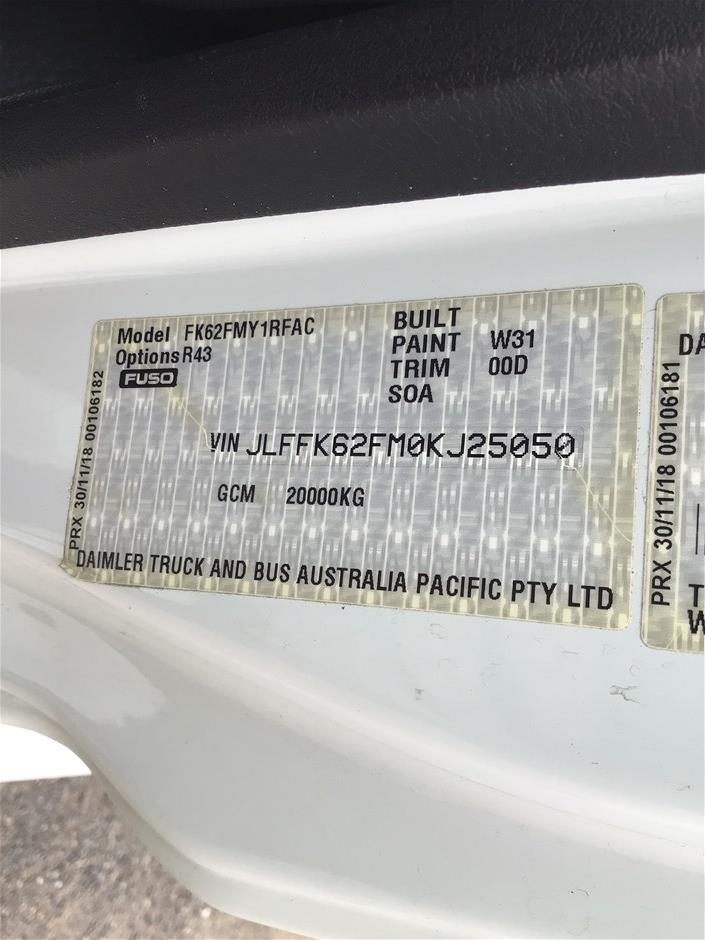 Model FK62FMY1RFAC
Options R43
FUSO
BUILT
PAINT W31
TRIM 00D
SOA
VIN JLFFK62FM0KJ25050
GCM 20000KG
DAIMLER TRUCK AND BUS AUSTRALIA PACIFIC PTY LTD
PRX 30/11/18 00106182
PRX 30/11/18 00106181
DA
T
W